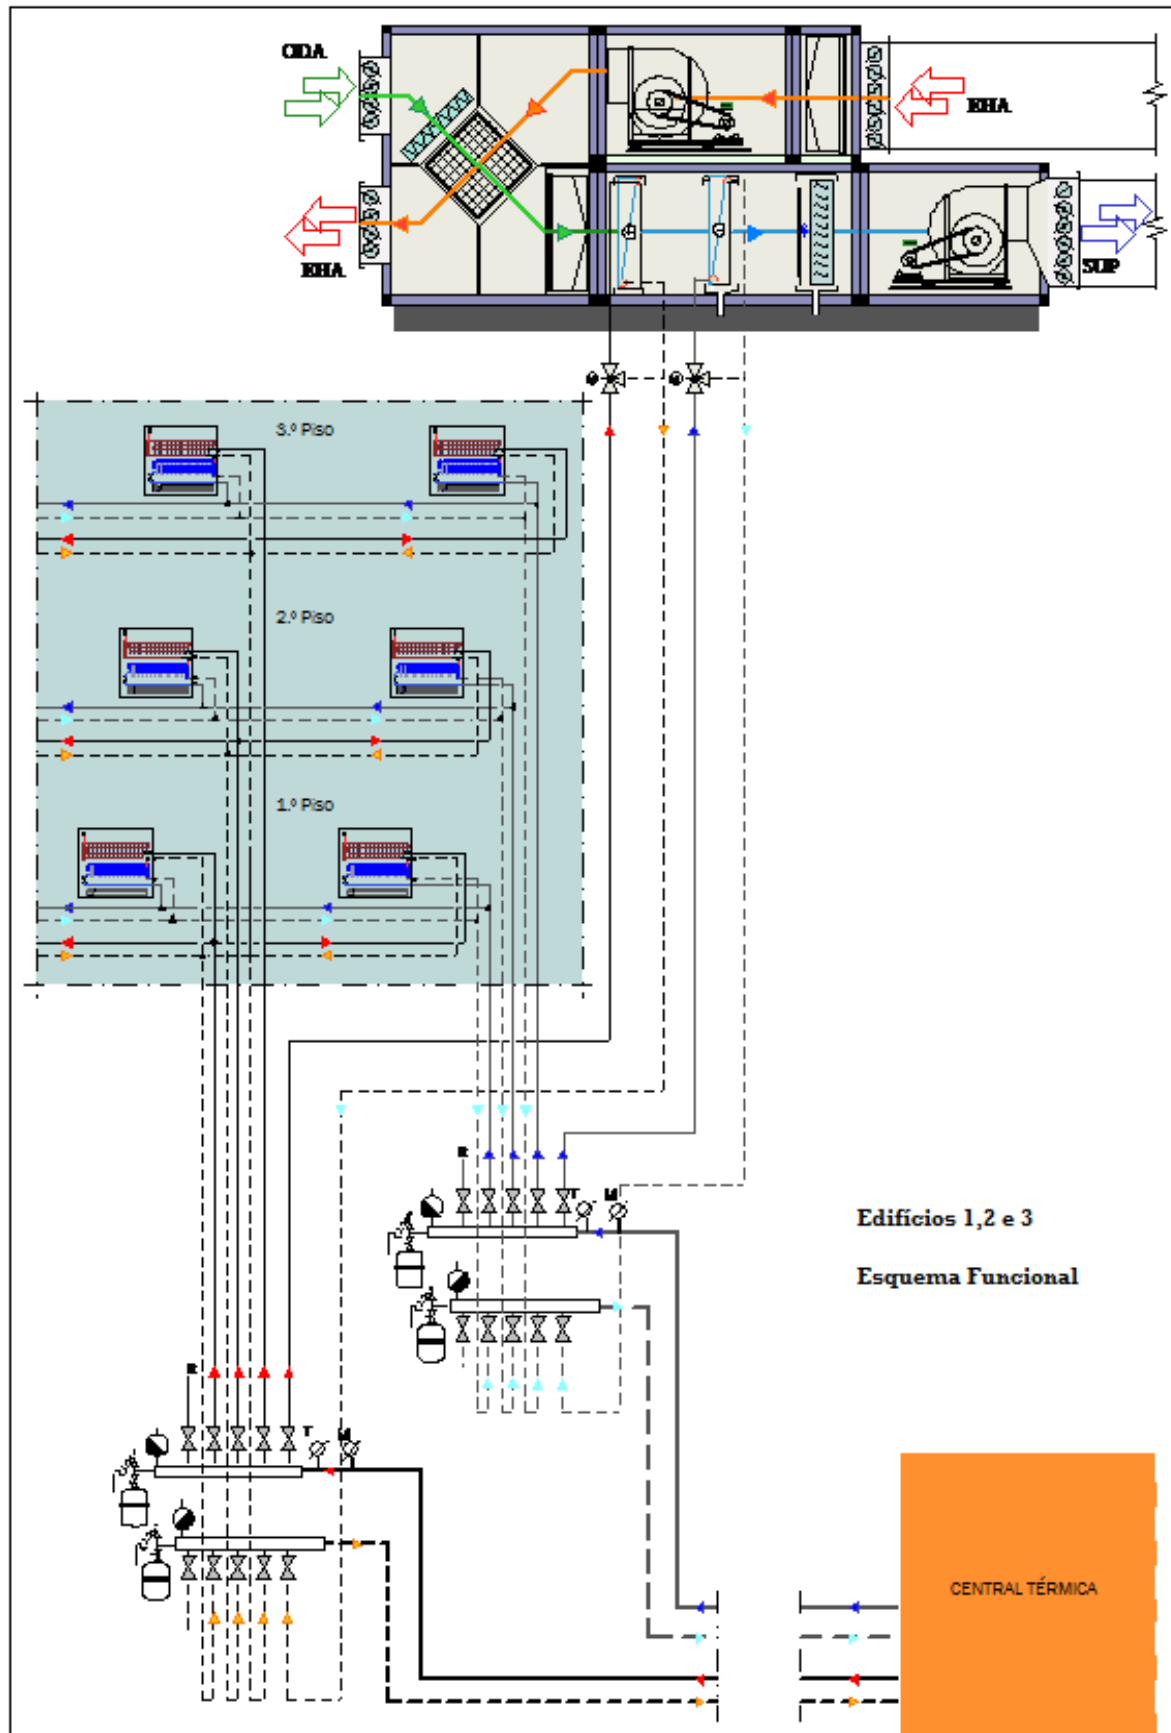 ODA
EHA
EHA
SUP
3.º Piso
2.º Piso
1.º Piso
R
T
M
Edifícios 1,2 e 3
Esquema Funcional
R
T
M
CENTRAL TÉRMICA